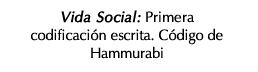 Vida Social: Primera
codificación escrita. Código de
Hammurabi